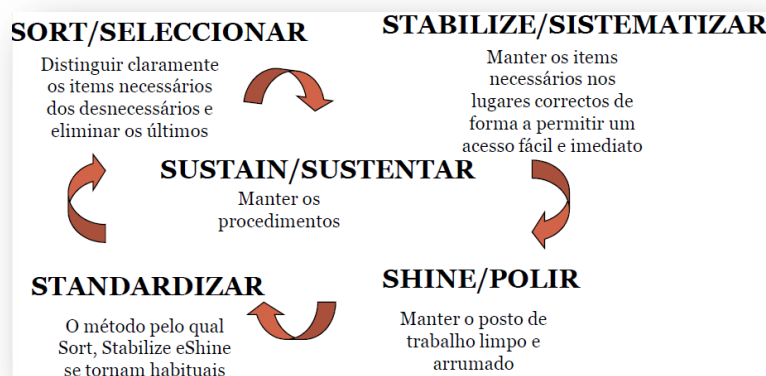 SORT/SELECCIONAR
Distinguir claramente
os items necessários
dos desnecessários e
eliminar os últimos
STABILIZE/SISTEMATIZAR
Manter os items
necessários nos
lugares correctos de
forma a permitir um
acesso fácil e imediato
SUSTAIN/SUSTENTAR
Manter os
procedimentos
STANDARDIZAR
O método pelo qual
Sort, Stabilize eShine
se tornam habituais
SHINE/POLIR
Manter o posto de
trabalho limpo e
arrumado